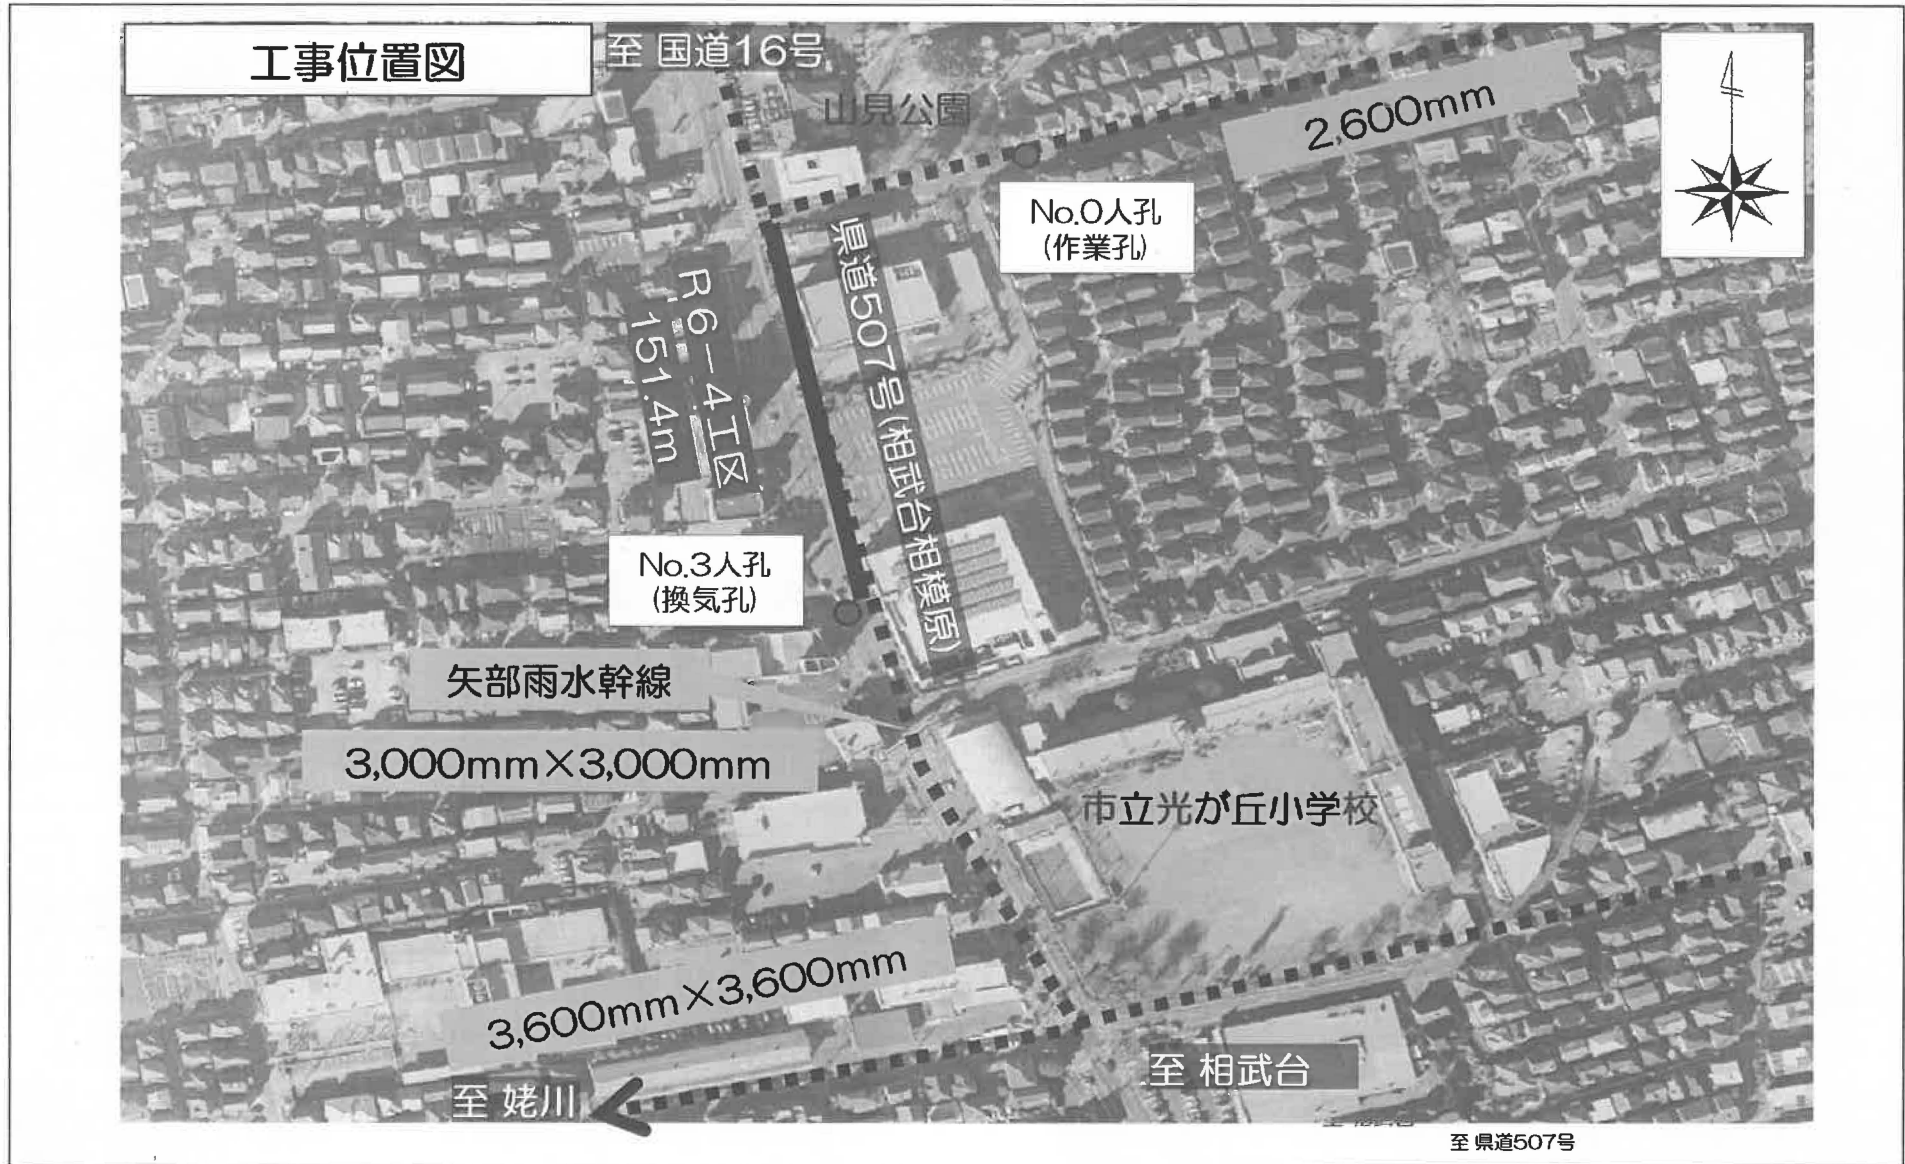 工事位置図
至 国道16号
山見公園
2,600mm
No.0人孔
(作業孔)
県道507号(相武台相模原)
R6-4工区
151.4m
No.3人孔
(換気孔)
矢部雨水幹線
3,000mm×3,000mm
市立光が丘小学校
3,600mm×3,600mm
至 相武台
至 姥川
至 県道507号